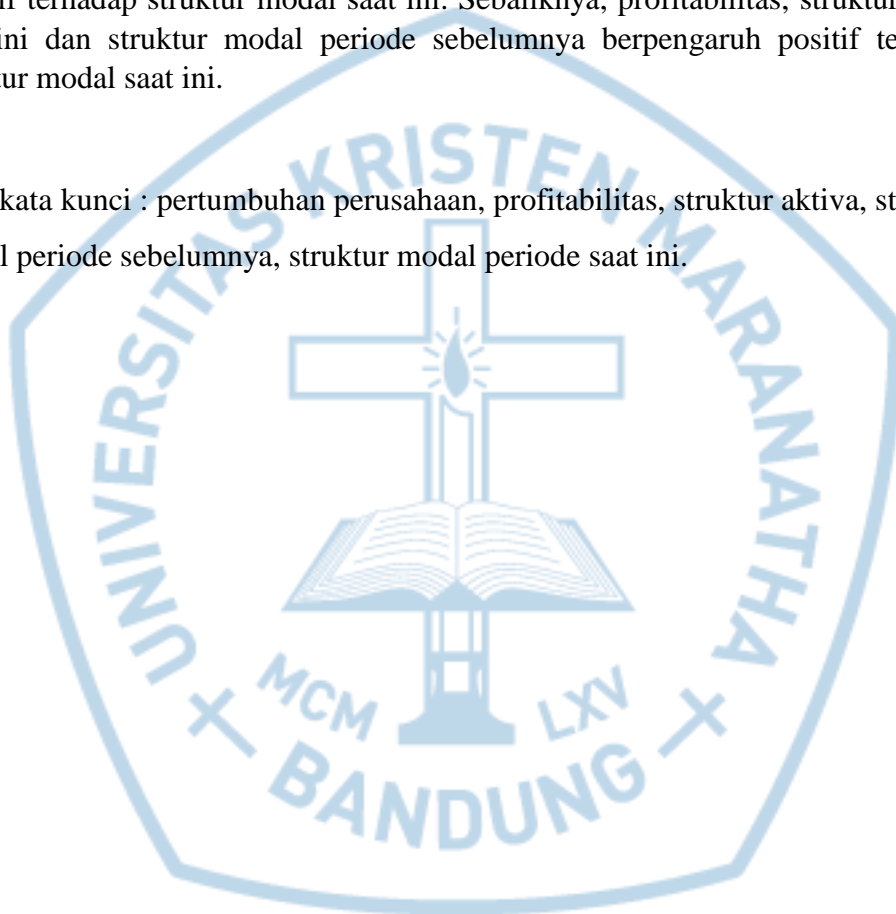 terhadap struktur modal saat ini. Sebaliknya, profitabilitas, struktur
ini dan struktur modal periode sebelumnya berpengaruh positif te
tur modal saat ini.
kata kunci : pertumbuhan perusahaan, profitabilitas, struktur aktiva, st
l periode sebelumnya, struktur modal periode saat ini.
UNIVERSITAS KRISTEN MARANATHA
MCM LXV
BANDUNG